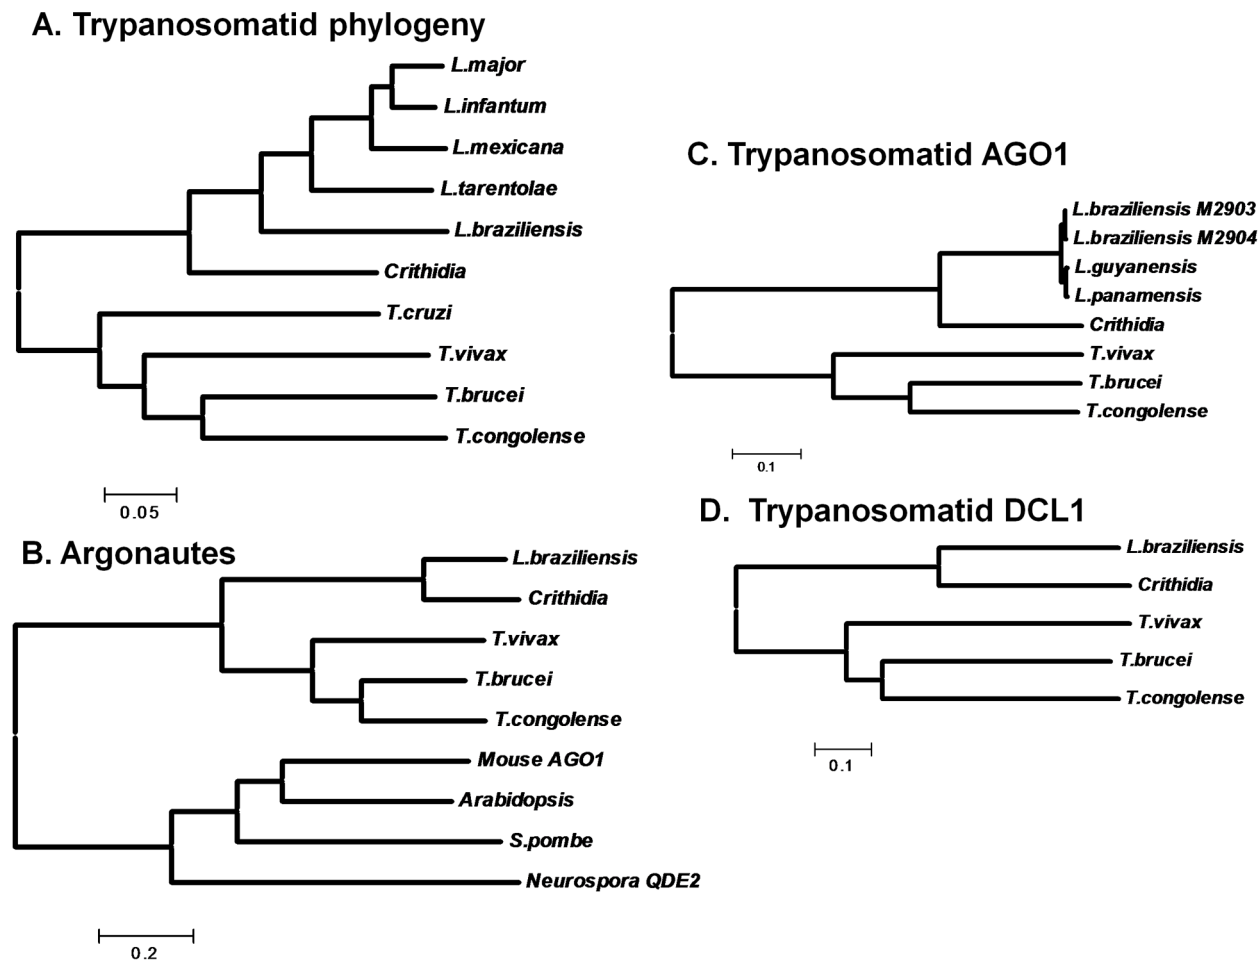 A. Trypanosomatid phylogeny
L.major
L.infantum
L.mexicana
L.tarentolae
L.braziliensis
Crithidia
T.cruzi
T.vivax
T.brucei
T.congolense
0.05
B. Argonautes
L.braziliensis
Crithidia
T.vivax
T.brucei
T.congolense
Mouse AGO1
Arabidopsis
S.pombe
Neurospora QDE2
0.2
C. Trypanosomatid AGO1
L.braziliensis M2903
L.braziliensis M2904
L.guyanensis
L.panamensis
Crithidia
T.vivax
T.brucei
T.congolense
0.1
D. Trypanosomatid DCL1
L.braziliensis
Crithidia
T.vivax
T.brucei
T.congolense
0.1